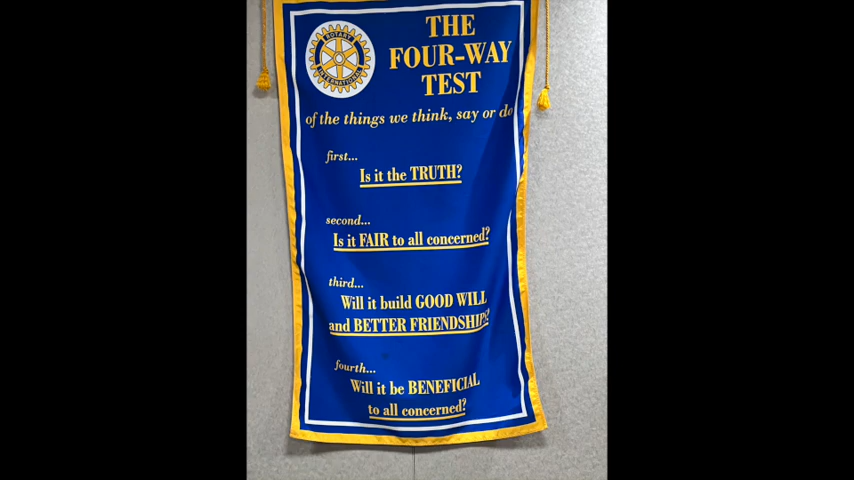 ROTARY
INTERNATIONAL
THE
FOUR-WAY
TEST
of the things we think, say or do
first...
Is it the TRUTH?
second...
Is it FAIR to all concerned?
third...
Will it build GOOD WILL
and BETTER FRIENDSHIPS?
fourth...
Will it be BENEFICIAL
to all concerned?